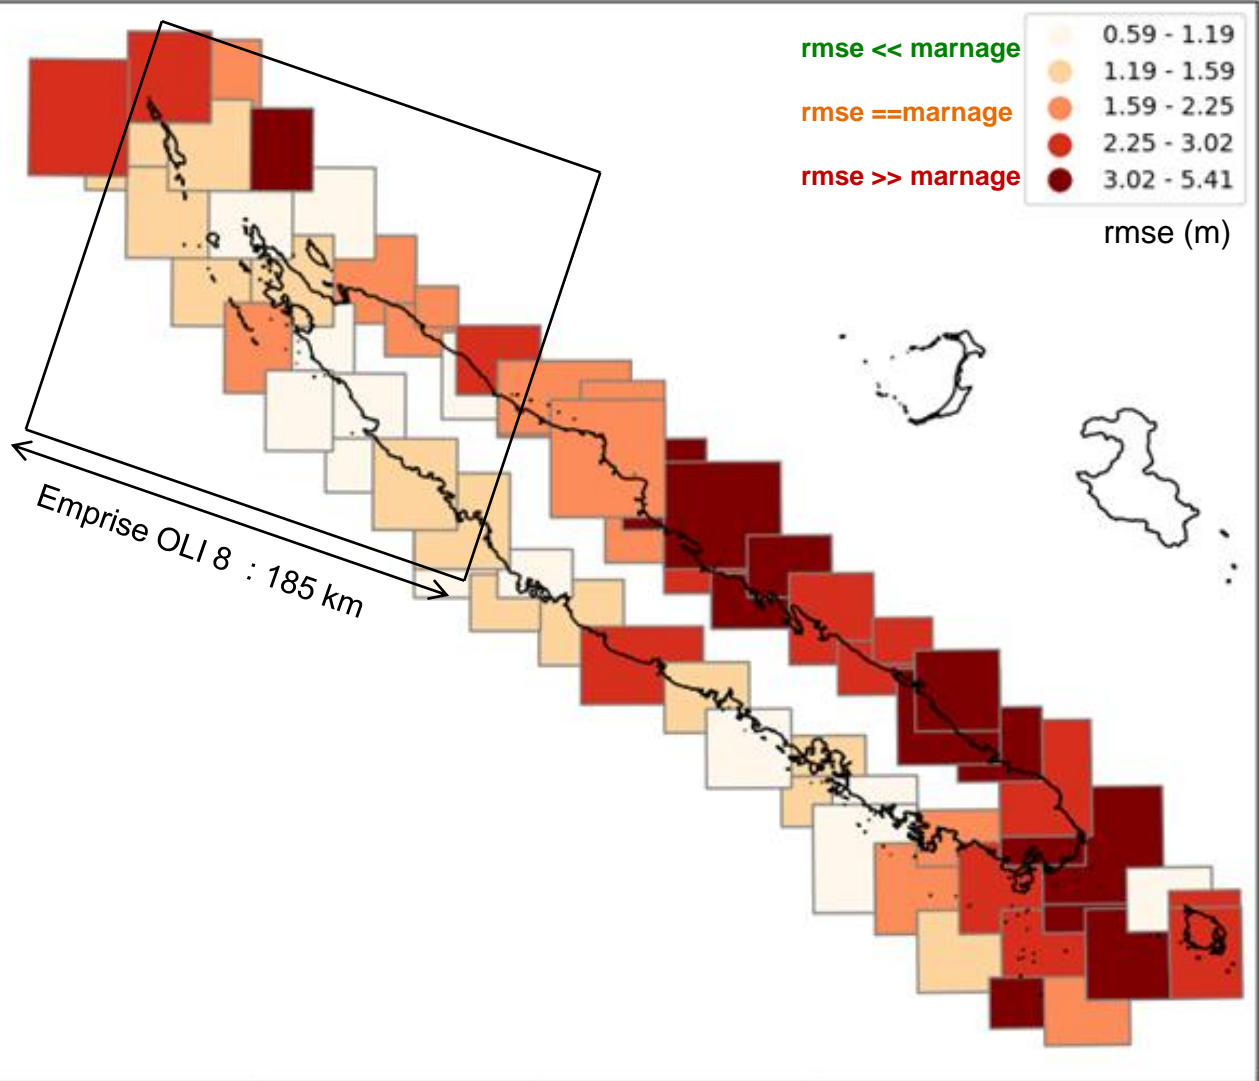 rmse << marnage
rmse ==marnage
rmse >> marnage
0.59 - 1.19
1.19 - 1.59
1.59 - 2.25
2.25 - 3.02
3.02 - 5.41
rmse (m)
Emprise OLI 8 : 185 km